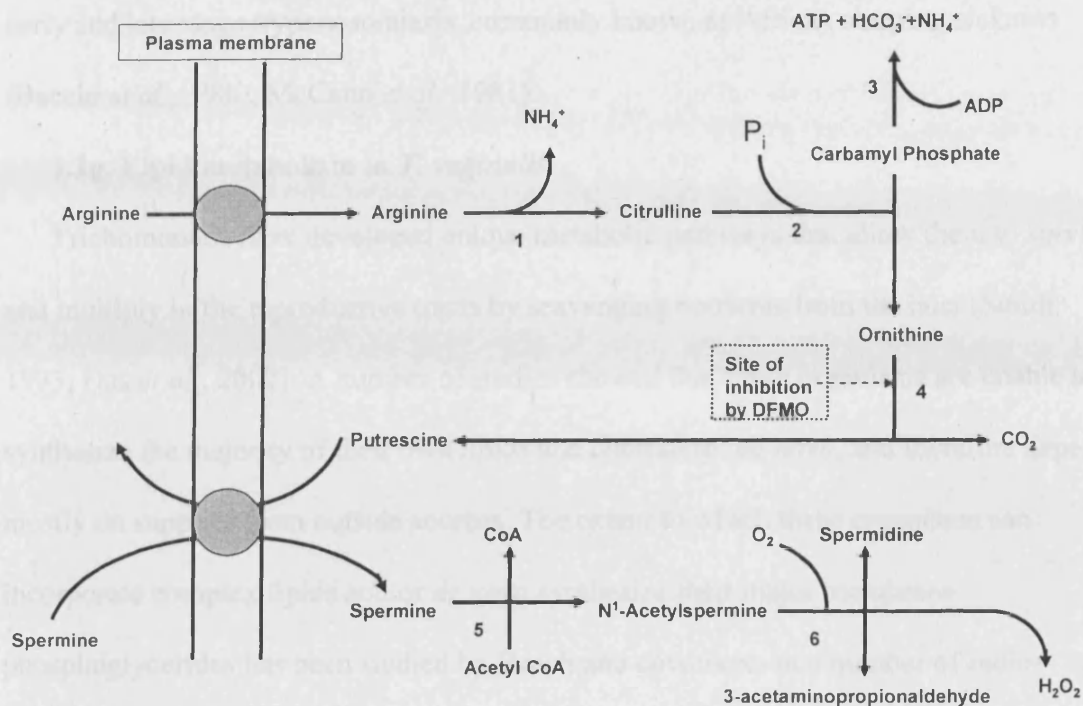 Plasma membrane
ATP + HCO₃⁻+NH₄⁺
3
ADP
NH₄⁺
Pᵢ
Carbamyl Phosphate
Arginine
Arginine
1
Citrulline
2
Ornithine
Site of
inhibition
by DFMO
4
Putrescine
CO₂
CoA
O₂
Spermidine
Spermine
Spermine
5
N¹-Acetylspermine
6
Acetyl CoA
H₂O₂
3-acetaminopropionaldehyde